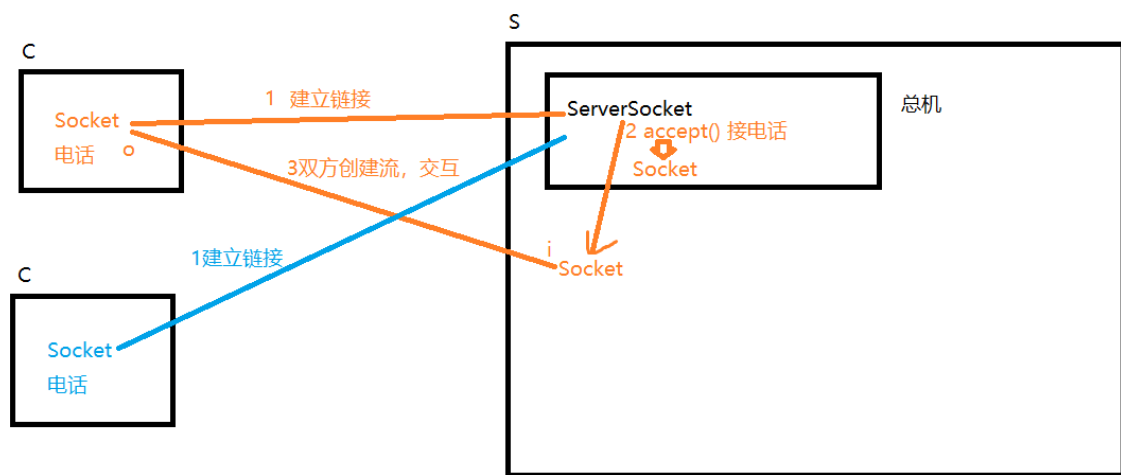 S
C
Socket
电话
o
1 建立链接
ServerSocket
2 accept() 接电话
Socket
总机
3双方创建流，交互
i
Socket
1建立链接
C
Socket
电话